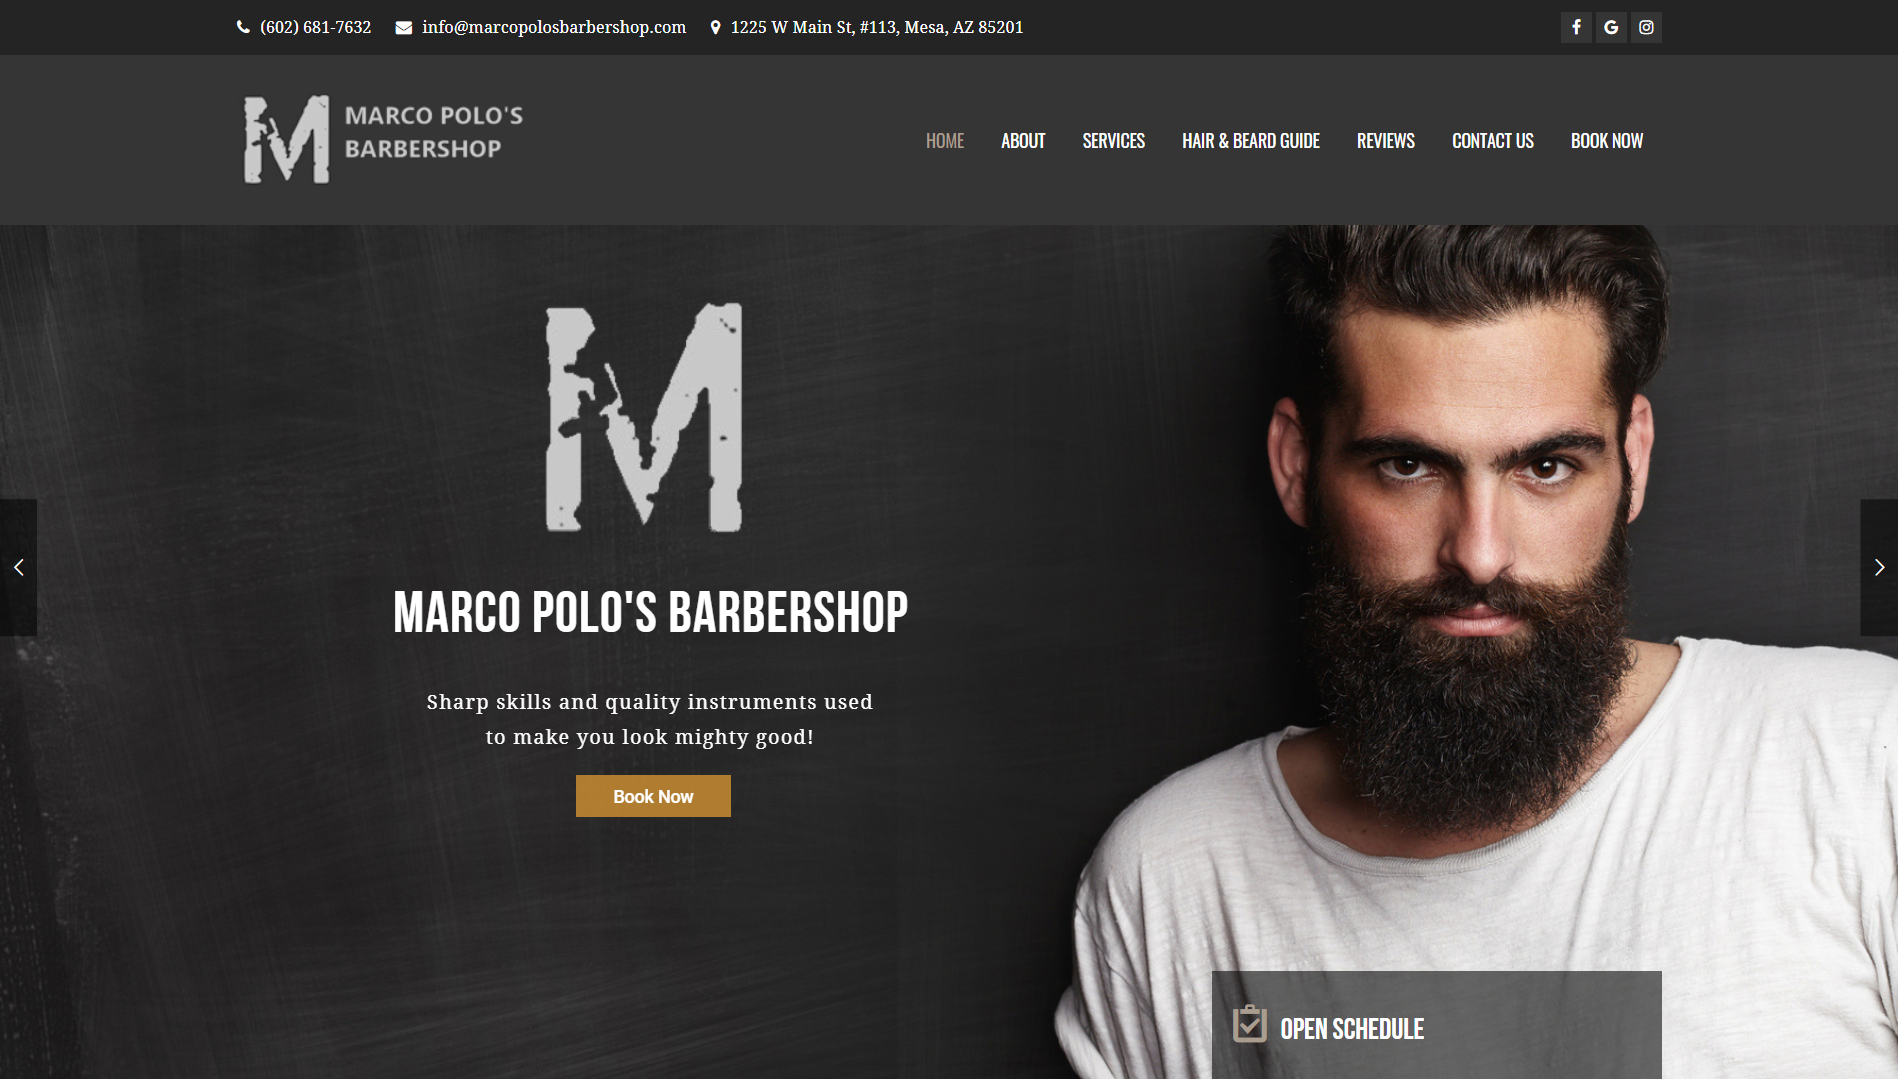 (602) 681-7632 info@marcopolosbarbershop.com 1225 W Main St, #113, Mesa, AZ 85201
M MARCO POLO'S
BARBERSHOP
HOME ABOUT SERVICES HAIR & BEARD GUIDE REVIEWS CONTACT US BOOK NOW
M
MARCO POLO'S BARBERSHOP
Sharp skills and quality instruments used
to make you look mighty good!
Book Now
OPEN SCHEDULE